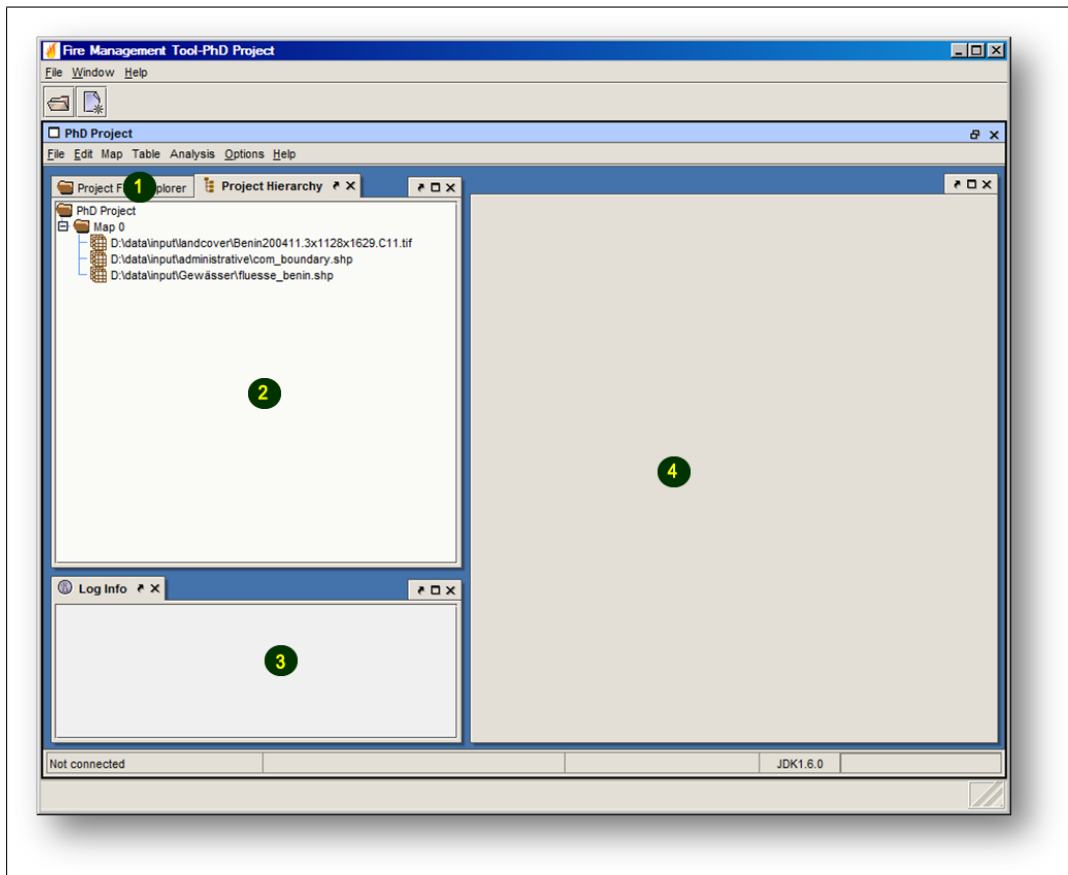 Fire Management Tool-PhD Project
File Window Help
PhD Project
File Edit Map Table Analysis Options Help
Project F 1 plorer Project Hierarchy
PhD Project
Map 0
D:\data\input\landcover\Benin200411.3x1128x1629.C11.tif
D:\data\input\administrative\com_boundary.shp
D:\data\input\Gewässer\fluesse_benin.shp
2
4
Log Info
3
Not connected JDK1.6.0